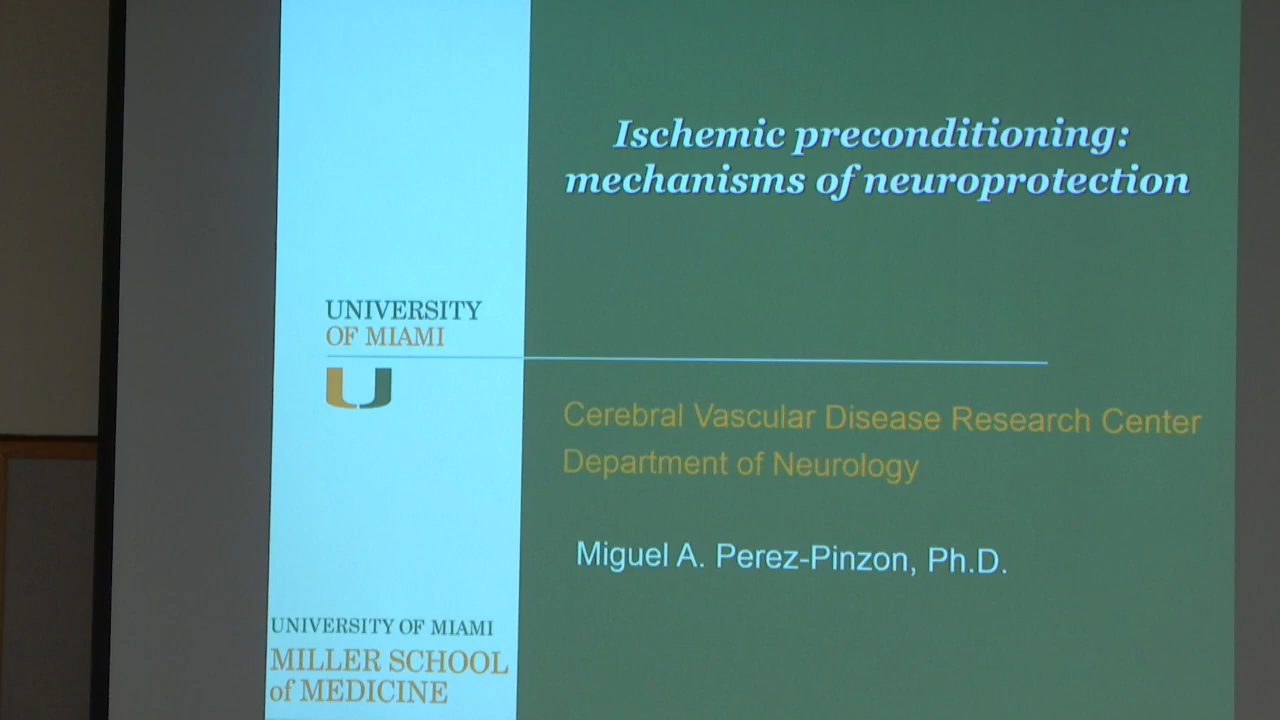 Ischemic preconditioning:
mechanisms of neuroprotection
UNIVERSITY
OF MIAMI
U
Cerebral Vascular Disease Research Center
Department of Neurology
Miguel A. Perez-Pinzon, Ph.D.
UNIVERSITY OF MIAMI
MILLER SCHOOL
of MEDICINE